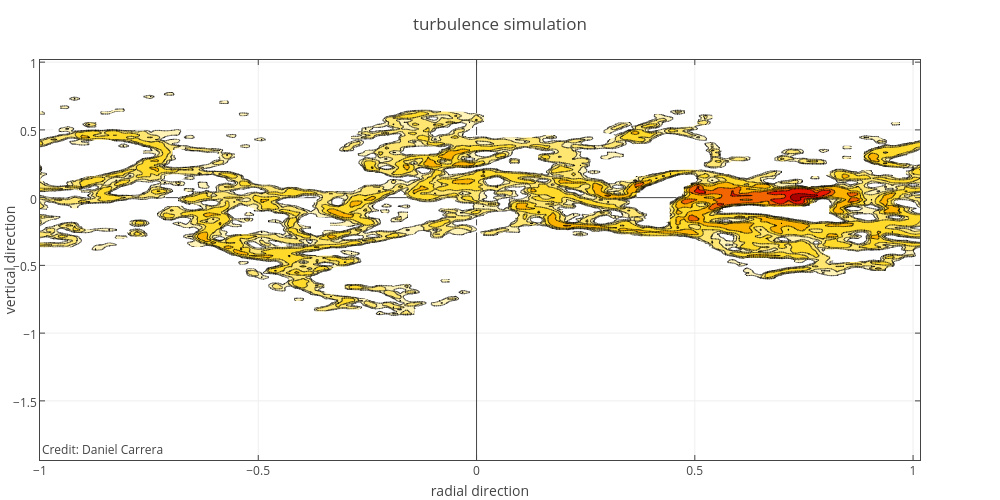 turbulence simulation
1
0.5
0
−0.5
−1
−1.5
vertical direction
Credit: Daniel Carrera
−1
−0.5
0
0.5
1
radial direction